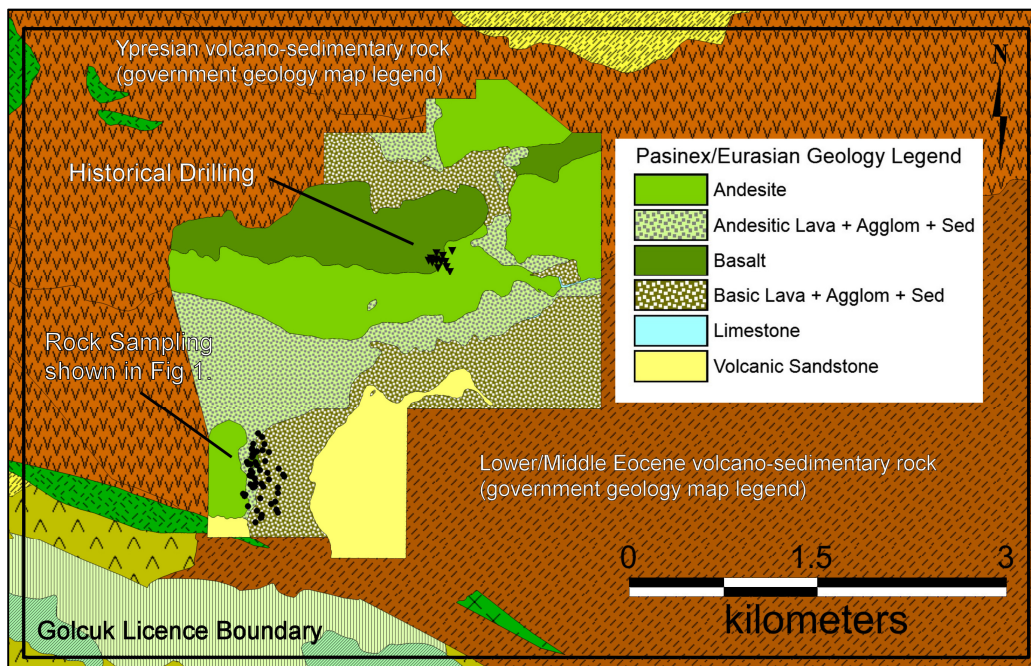 Ypresian volcano-sedimentary rock
(government geology map legend)
N
Historical Drilling
Pasinex/Eurasian Geology Legend
Andesite
Andesitic Lava + Agglom + Sed
Basalt
Basic Lava + Agglom + Sed
Limestone
Volcanic Sandstone
Rock Sampling
shown in Fig 1.
Lower/Middle Eocene volcano-sedimentary rock
(government geology map legend)
0 1.5 3
kilometers
Golcuk Licence Boundary